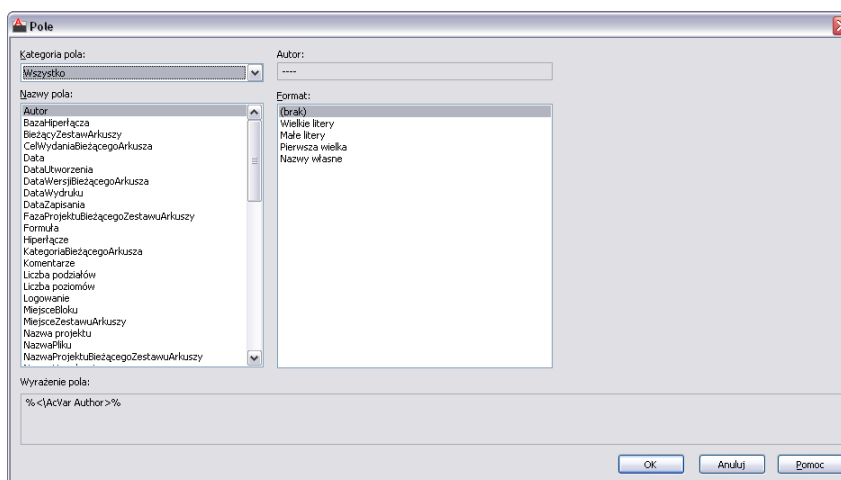 Pole
Kategoria pola:
Wszystko
Nazwy pola:
Autor
BazaHiperłącza
BieżącyZestawArkuszy
CelWydaniaBieżącegoArkusza
Data
DataUtworzenia
DataWersjiBieżącegoArkusza
DataWydruku
DataZapisania
FazaProjektuBieżącegoZestawuArkuszy
Formuła
Hiperłącze
KategoriaBieżącegoArkusza
Komentarze
Liczba podziałów
Liczba poziomów
Logowanie
MiejsceBloku
MiejsceZestawuArkuszy
Nazwa projektu
NazwaPliku
NazwaProjektuBieżącegoZestawuArkuszy
Autor:
----
Format:
(brak)
Wielkie litery
Małe litery
Pierwsza wielka
Nazwy własne
Wyrażenie pola:
%<\AcVar Author>%
OK
Anuluj
Pomoc